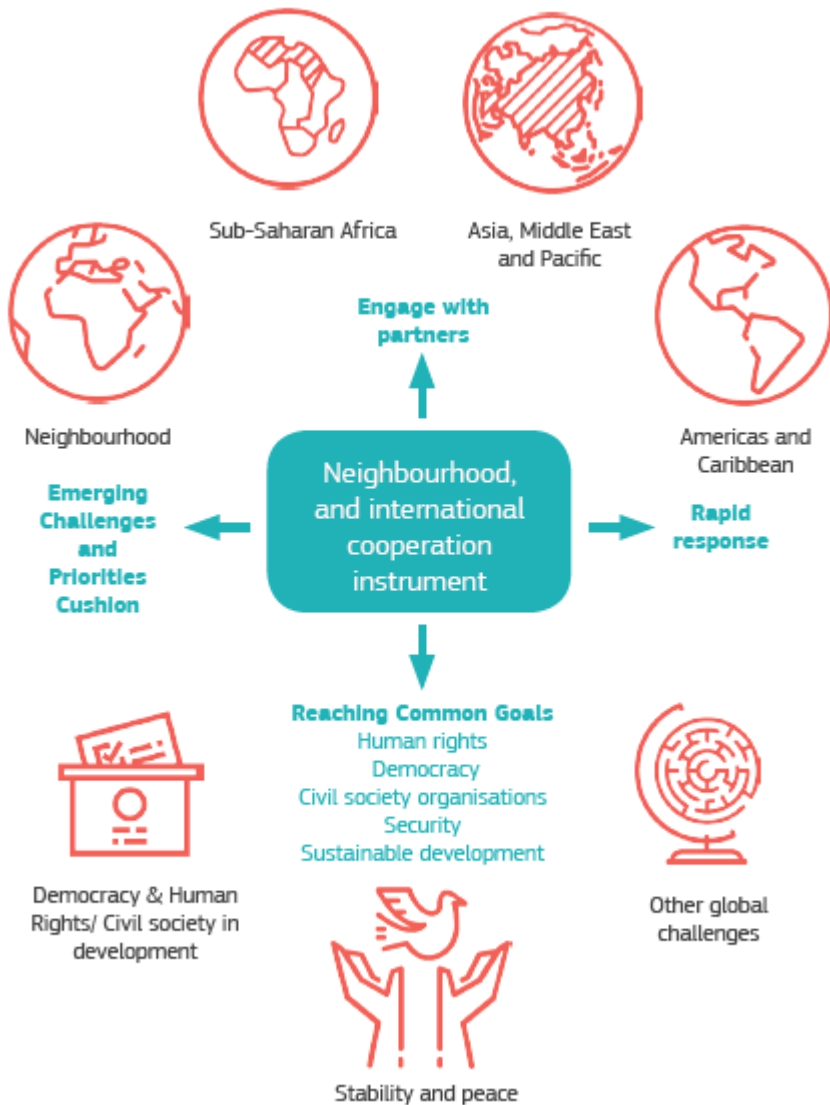 Sub-Saharan Africa
Asia, Middle East
and Pacific
Neighbourhood
Americas and
Caribbean
Engage with
partners
Emerging
Challenges
and
Priorities
Cushion
Neighbourhood,
and international
cooperation
instrument
Rapid
response
Reaching Common Goals
Human rights
Democracy
Civil society organisations
Security
Sustainable development
Democracy & Human
Rights/ Civil society in
development
Other global
challenges
Stability and peace